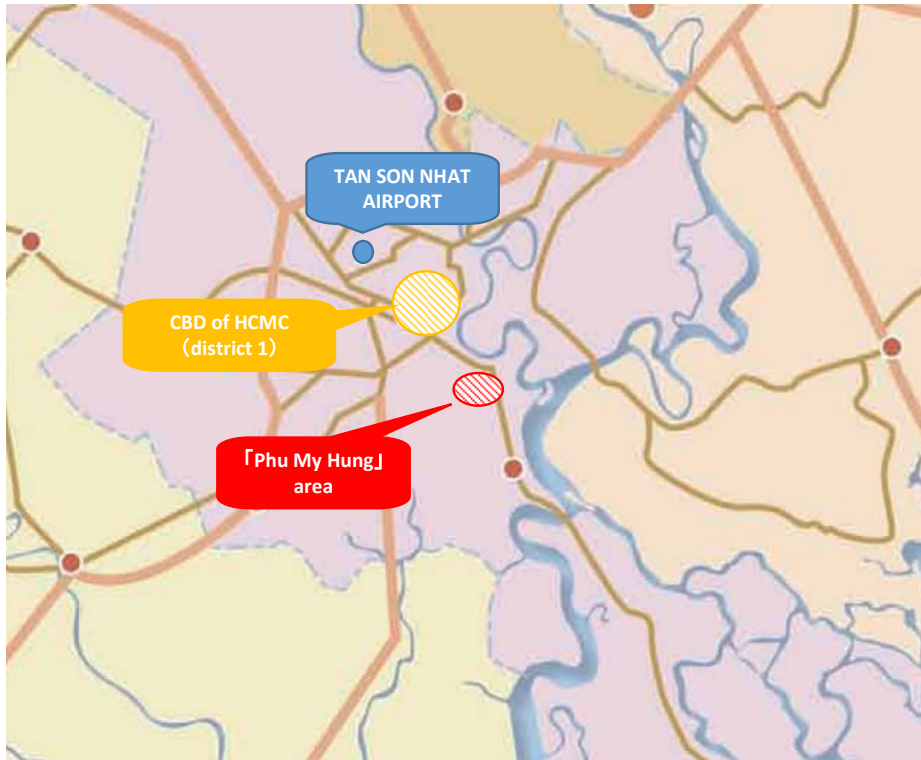 TAN SON NHAT
AIRPORT
CBD of HCMC
（district 1）
「Phu My Hung」
area